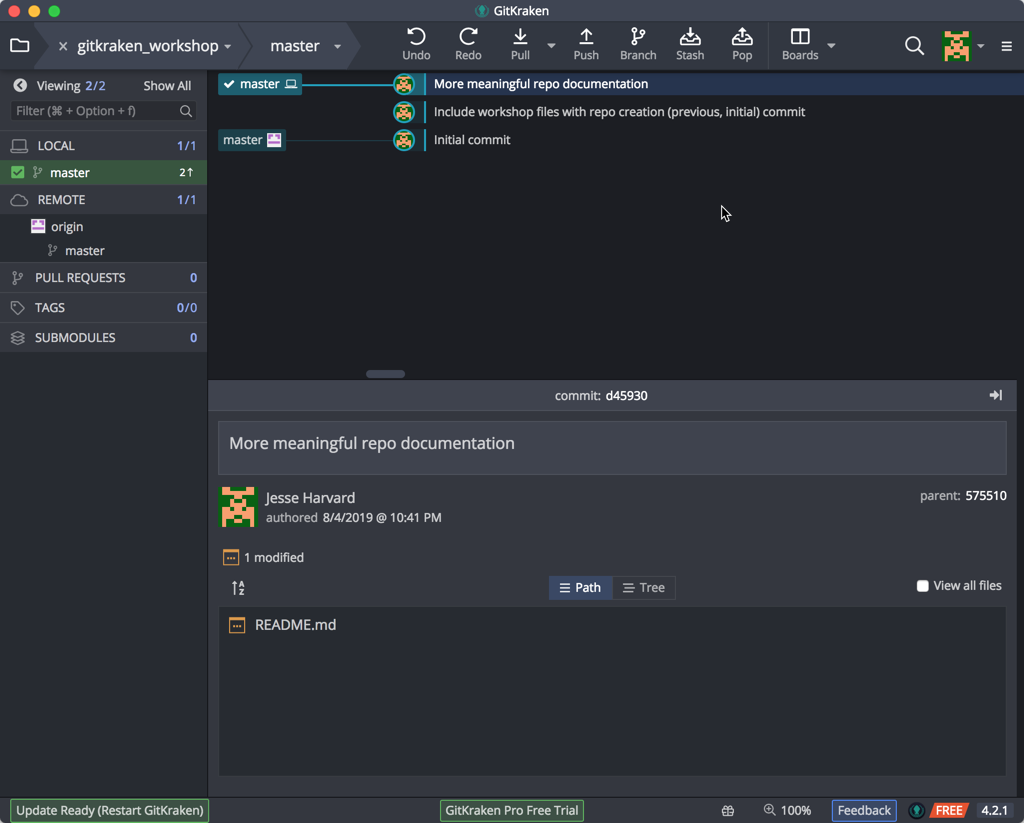 GitKraken
gitkraken_workshop
master
Undo
Redo
Pull
Push
Branch
Stash
Pop
Boards
Viewing 2/2
Show All
Filter (⌘ + Option + f)
LOCAL 1/1
master 2↑
REMOTE 1/1
origin
master
PULL REQUESTS 0
TAGS 0/0
SUBMODULES 0
master
More meaningful repo documentation
Include workshop files with repo creation (previous, initial) commit
master
Initial commit
commit: d45930
More meaningful repo documentation
Jesse Harvard
authored 8/4/2019 @ 10:41 PM
parent: 575510
1 modified
A
Z
Path
Tree
View all files
README.md
Update Ready (Restart GitKraken)
GitKraken Pro Free Trial
100%
Feedback
FREE
4.2.1